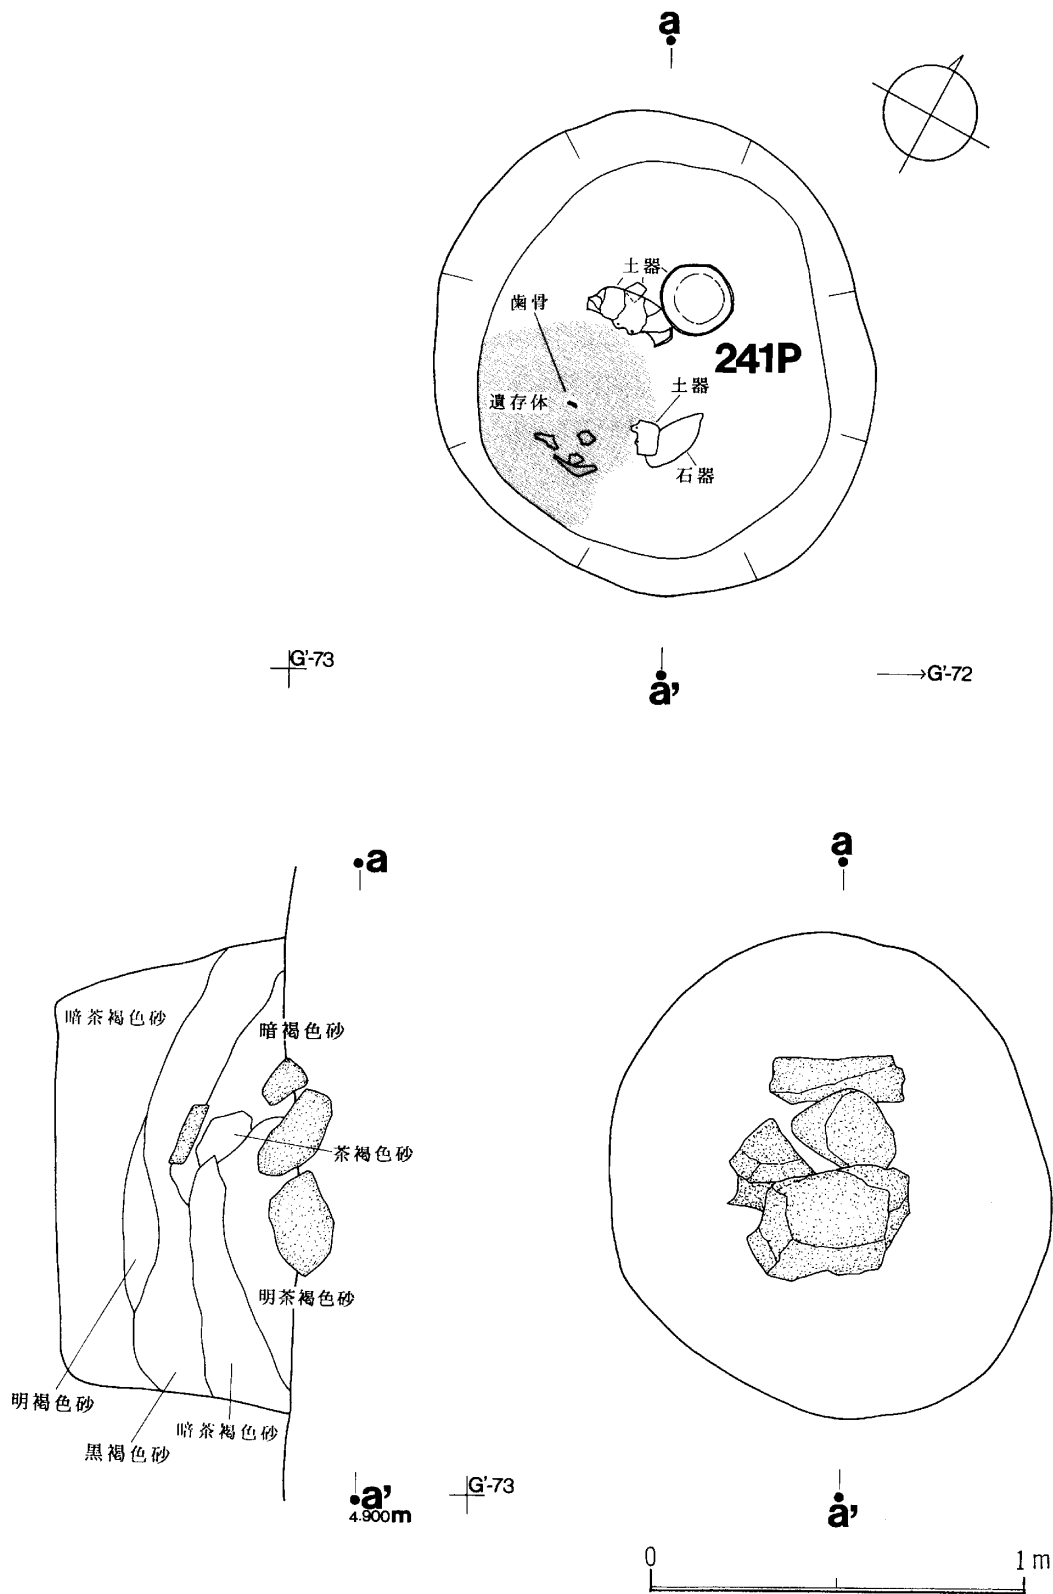 a
土器
歯骨
241P
土器
遺存体
石器
G'-73
a'
G'-72
a
a
暗茶褐色砂
暗褐色砂
茶褐色砂
明茶褐色砂
明褐色砂
暗茶褐色砂
黒褐色砂
a'
4.900m
G'-73
a'
0
1m